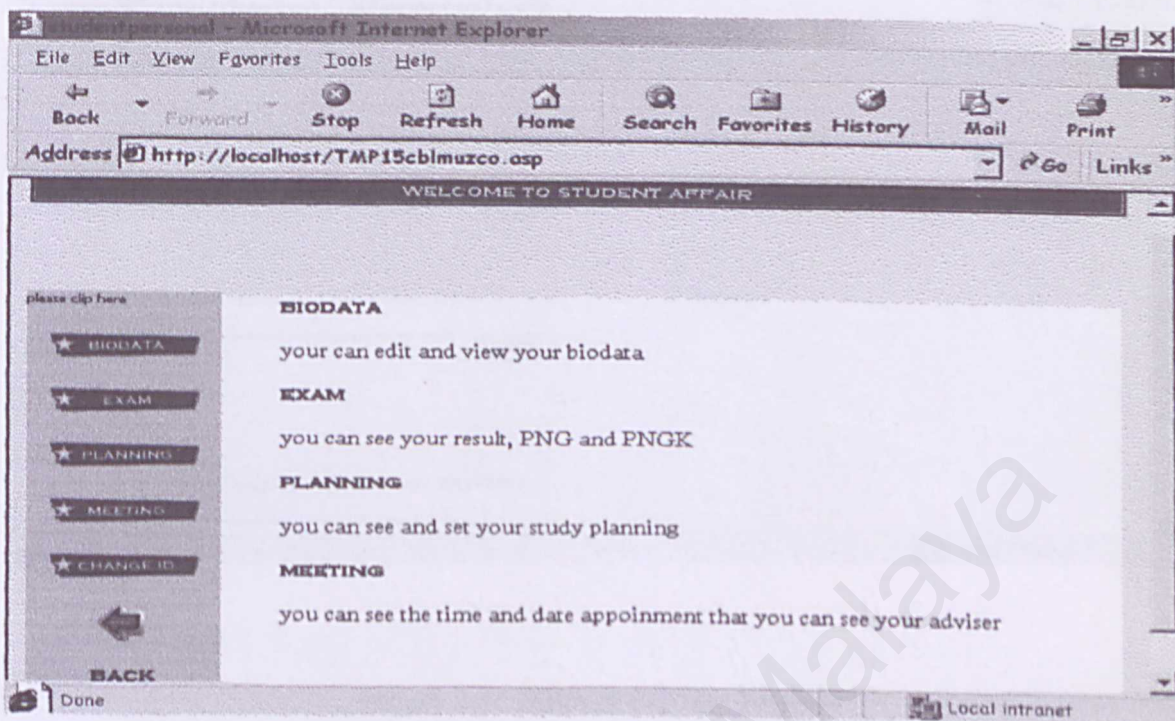 studentpersonal - Microsoft Internet Explorer
File Edit View Favorites Tools Help
Back Forward Stop Refresh Home Search Favorites History Mail Print »
Address http://localhost/TMP15cblmuzco.asp Go Links »
WELCOME TO STUDENT AFFAIR
please clip here
BIODATA
EXAM
PLANNING
MEETING
CHANGE ID
BACK
BIODATA
your can edit and view your biodata
EXAM
you can see your result, PNG and PNGK
PLANNING
you can see and set your study planning
MEETING
you can see the time and date appoinment that you can see your adviser
Done
Local intranet
Malaya